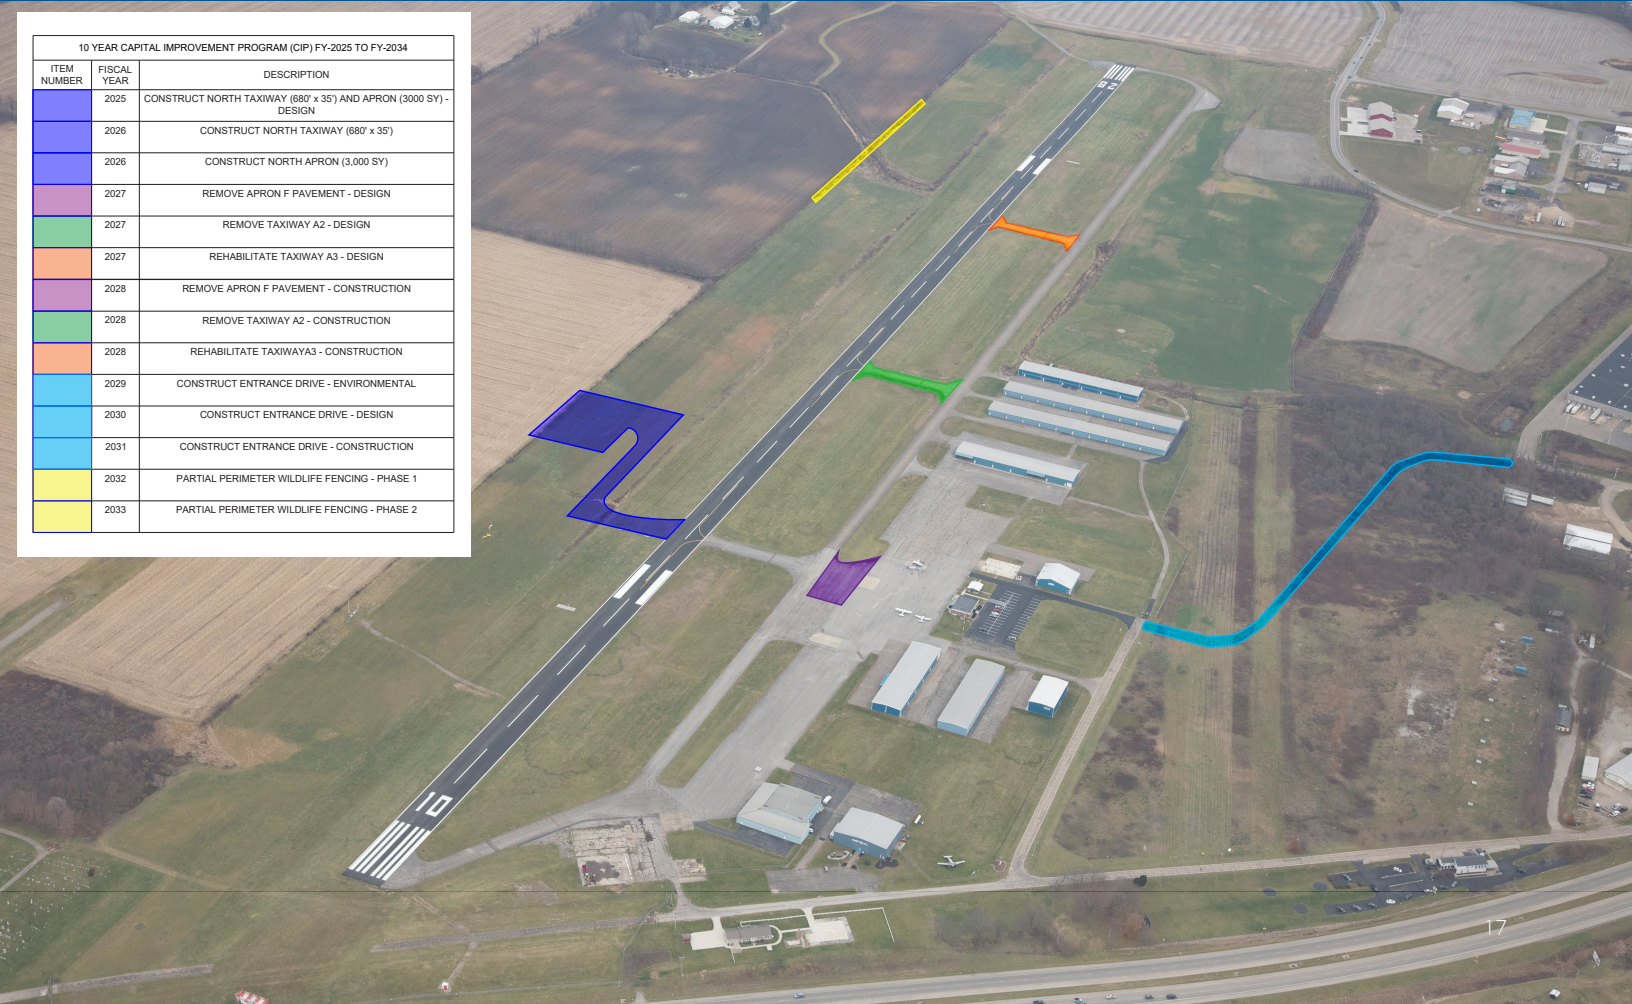 10 YEAR CAPITAL IMPROVEMENT PROGRAM (CIP) FY-2025 TO FY-2034
ITEM NUMBER FISCAL YEAR DESCRIPTION
2025 CONSTRUCT NORTH TAXIWAY (680' x 35') AND APRON (3000 SY) -
DESIGN
2026 CONSTRUCT NORTH TAXIWAY (680' x 35')
2026 CONSTRUCT NORTH APRON (3,000 SY)
2027 REMOVE APRON F PAVEMENT - DESIGN
2027 REMOVE TAXIWAY A2 - DESIGN
2027 REHABILITATE TAXIWAY A3 - DESIGN
2028 REMOVE APRON F PAVEMENT - CONSTRUCTION
2028 REMOVE TAXIWAY A2 - CONSTRUCTION
2028 REHABILITATE TAXIWAYA3 - CONSTRUCTION
2029 CONSTRUCT ENTRANCE DRIVE - ENVIRONMENTAL
2030 CONSTRUCT ENTRANCE DRIVE - DESIGN
2031 CONSTRUCT ENTRANCE DRIVE - CONSTRUCTION
2032 PARTIAL PERIMETER WILDLIFE FENCING - PHASE 1
2033 PARTIAL PERIMETER WILDLIFE FENCING - PHASE 2
28
10
17